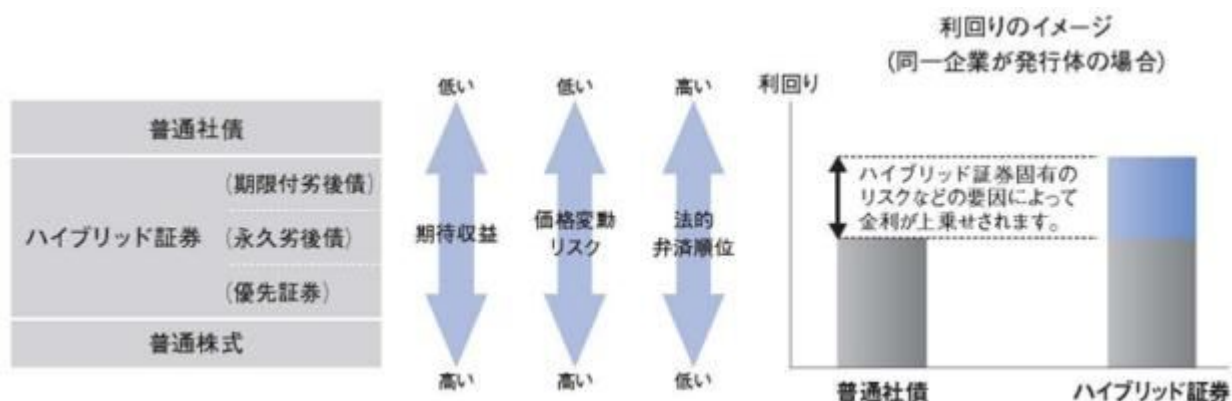 利回りのイメージ
(同一企業が発行体の場合)
普通社債
ハイブリッド証券
(期限付劣後債)
(永久劣後債)
(優先証券)
普通株式
低い
期待収益
高い
低い
価格変動
リスク
高い
高い
法的
弁済順位
低い
利回り
ハイブリッド証券固有の
リスクなどの要因によって
金利が上乗せされます。
普通社債
ハイブリッド証券